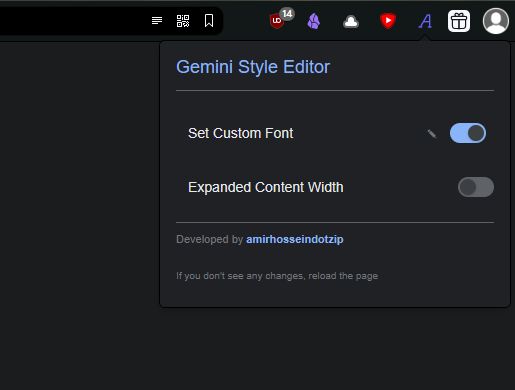 14
Gemini Style Editor
Set Custom Font
Expanded Content Width
Developed by amirhosseindotzip
If you don't see any changes, reload the page